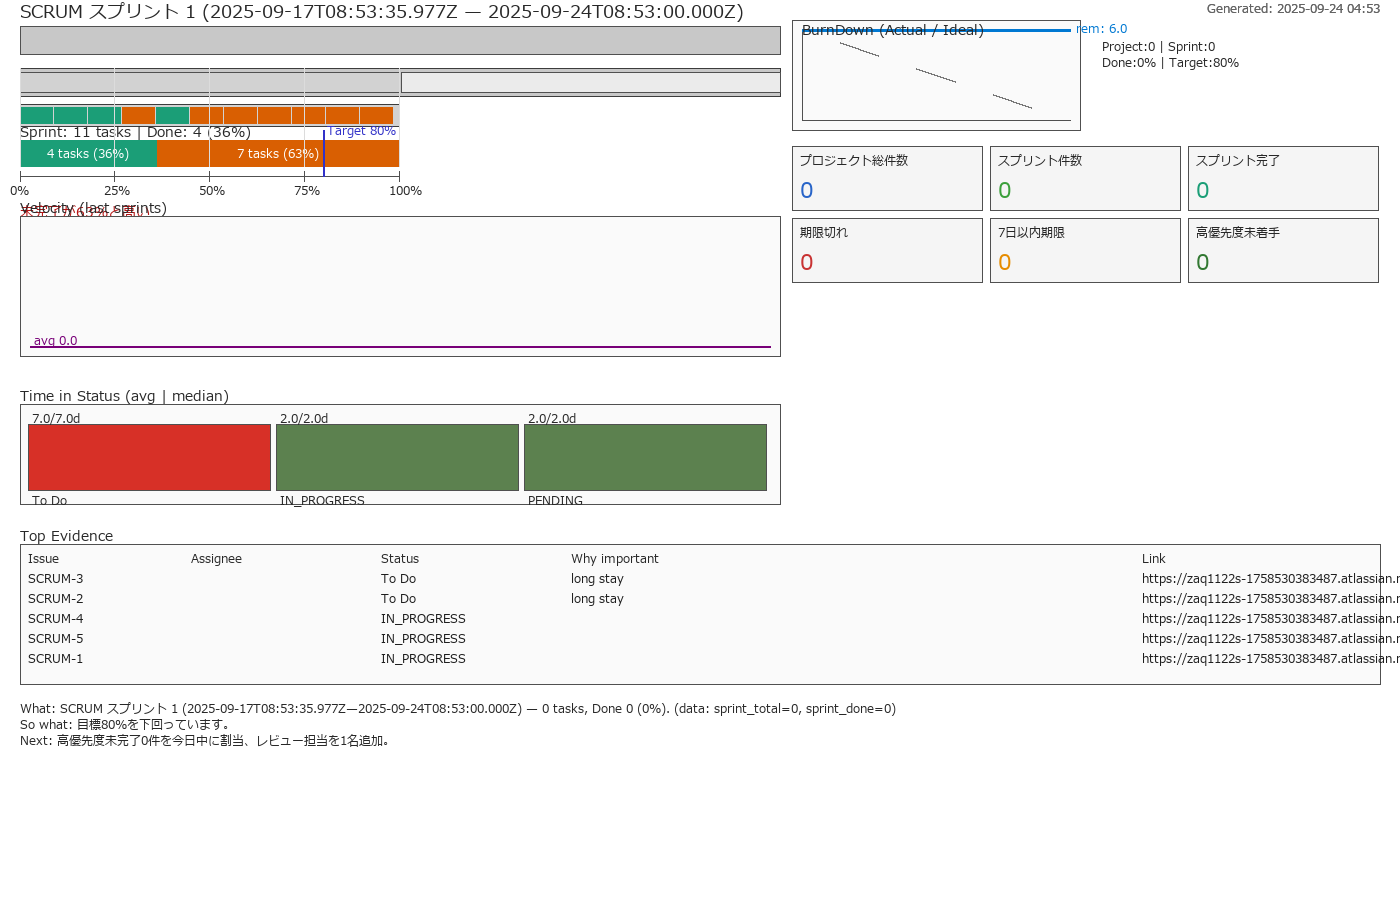 SCRUM スプリント 1 (2025-09-17T08:53:35.977Z — 2025-09-24T08:53:00.000Z)
Generated: 2025-09-24 04:53
BurnDown (Actual / Ideal)
rem: 6.0
Project:0 | Sprint:0
Done:0% | Target:80%
Sprint: 11 tasks | Done: 4 (36%)
Target 80%
4 tasks (36%)
7 tasks (63%)
0%
25%
50%
75%
100%
プロジェクト総件数
0
スプリント件数
0
スプリント完了
0
期限切れ
0
7日以内期限
0
高優先度未着手
0
Velocity (last sprints)
未完了が63%と高い
avg 0.0
Time in Status (avg | median)
7.0/7.0d
2.0/2.0d
2.0/2.0d
To Do
IN_PROGRESS
PENDING
Top Evidence
Issue Assignee Status Why important Link
SCRUM-3 To Do long stay https://zaq1122s-1758530383487.atlassian.r
SCRUM-2 To Do long stay https://zaq1122s-1758530383487.atlassian.r
SCRUM-4 IN_PROGRESS https://zaq1122s-1758530383487.atlassian.r
SCRUM-5 IN_PROGRESS https://zaq1122s-1758530383487.atlassian.r
SCRUM-1 IN_PROGRESS https://zaq1122s-1758530383487.atlassian.r
What: SCRUM スプリント 1 (2025-09-17T08:53:35.977Z—2025-09-24T08:53:00.000Z) — 0 tasks, Done 0 (0%). (data: sprint_total=0, sprint_done=0)
So what: 目標80%を下回っています。
Next: 高優先度未完了0件を今日中に割当、レビュー担当を1名追加。